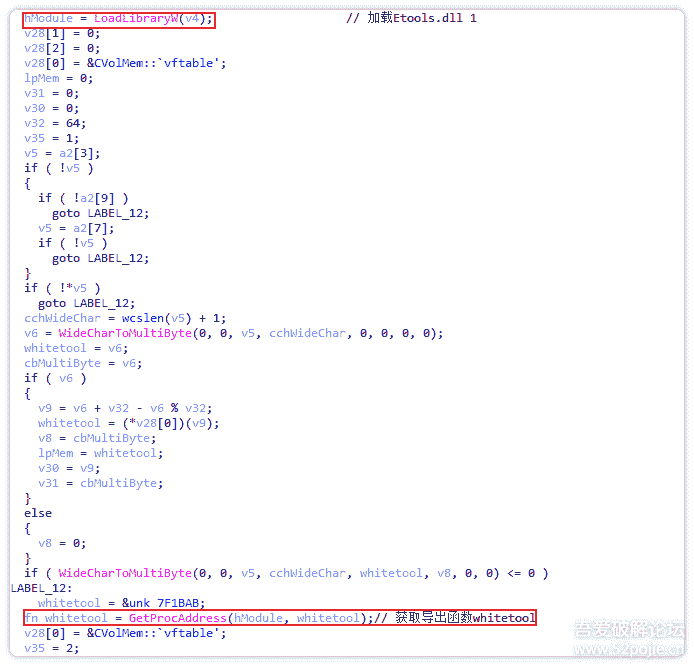 hModule = LoadLibraryW(v4); // 加载Etools.dll 1
v28[1] = 0;
v28[2] = 0;
v28[0] = &CVolMem::`vftable';
lpMem = 0;
v31 = 0;
v30 = 0;
v32 = 64;
v35 = 1;
v5 = a2[3];
if ( !v5 )
{
if ( !a2[9] )
goto LABEL_12;
v5 = a2[7];
if ( !v5 )
goto LABEL_12;
}
if ( !*v5 )
goto LABEL_12;
cchWideChar = wcslen(v5) + 1;
v6 = WideCharToMultiByte(0, 0, v5, cchWideChar, 0, 0, 0, 0);
whitetool = v6;
cbMultiByte = v6;
if ( v6 )
{
v9 = v6 + v32 - v6 % v32;
whitetool = (*v28[0])(v9);
v8 = cbMultiByte;
lpMem = whitetool;
v30 = v9;
v31 = cbMultiByte;
}
else
{
v8 = 0;
}
if ( WideCharToMultiByte(0, 0, v5, cchWideChar, whitetool, v8, 0, 0) <= 0 )
LABEL_12:
whitetool = &unk_7F1BAB;
fn_whitetool = GetProcAddress(hModule, whitetool);// 获取导出函数whitetool
v28[0] = &CVolMem::`vftable';
v35 = 2;
吾爱破解论坛
www.52pojie.cn